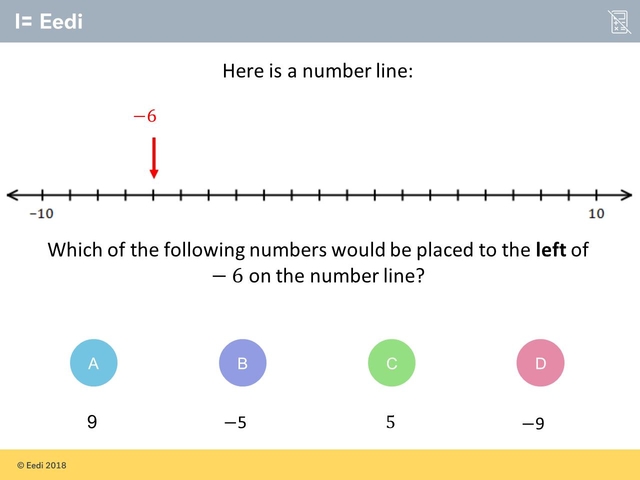 I= Eedi
Here is a number line:
−6
−10
10
Which of the following numbers would be placed to the left of
− 6 on the number line?
A
B
C
D
9
−5
5
−9
© Eedi 2018